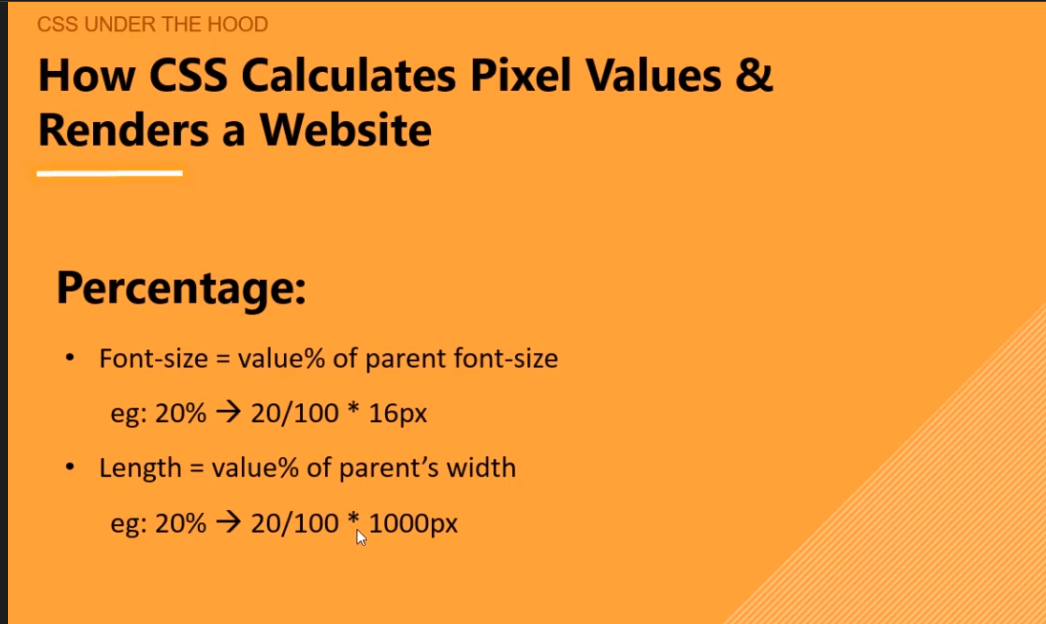 CSS UNDER THE HOOD
How CSS Calculates Pixel Values &
Renders a Website
Percentage:
• Font-size = value% of parent font-size
eg: 20% → 20/100 * 16px
• Length = value% of parent’s width
eg: 20% → 20/100 * 1000px